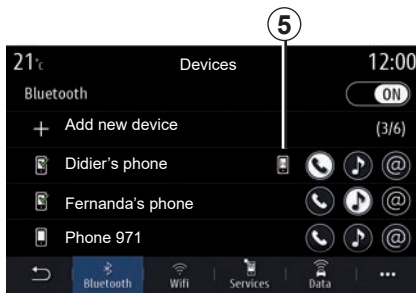 5
21°c Devices 12:00
Bluetooth ON
+ Add new device (3/6)
Didier's phone @
Fernanda's phone @
Phone 971 @
Bluetooth Wifi Services Data ...